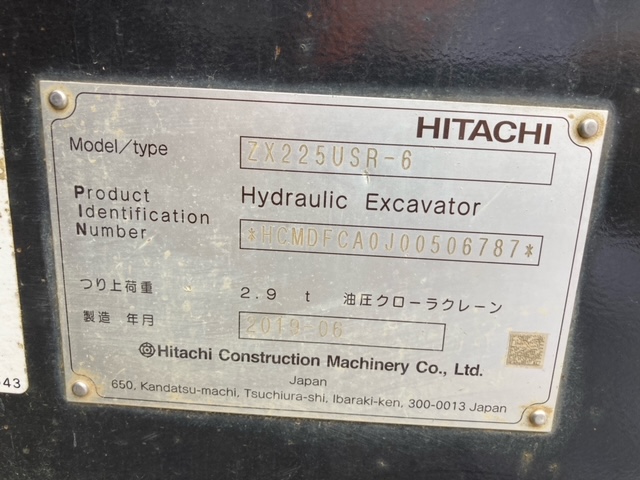 HITACHI
Model/type ZX225USR-6
Product Hydraulic Excavator
Identification
Number *HCMDFCA0J00506787*
つり上荷重 2.9 t 油圧クローラクレーン
製造 年月 2019-06
Hitachi Construction Machinery Co., Ltd.
Japan
650, Kandatsu-machi, Tsuchiura-shi, Ibaraki-ken, 300-0013 Japan
43